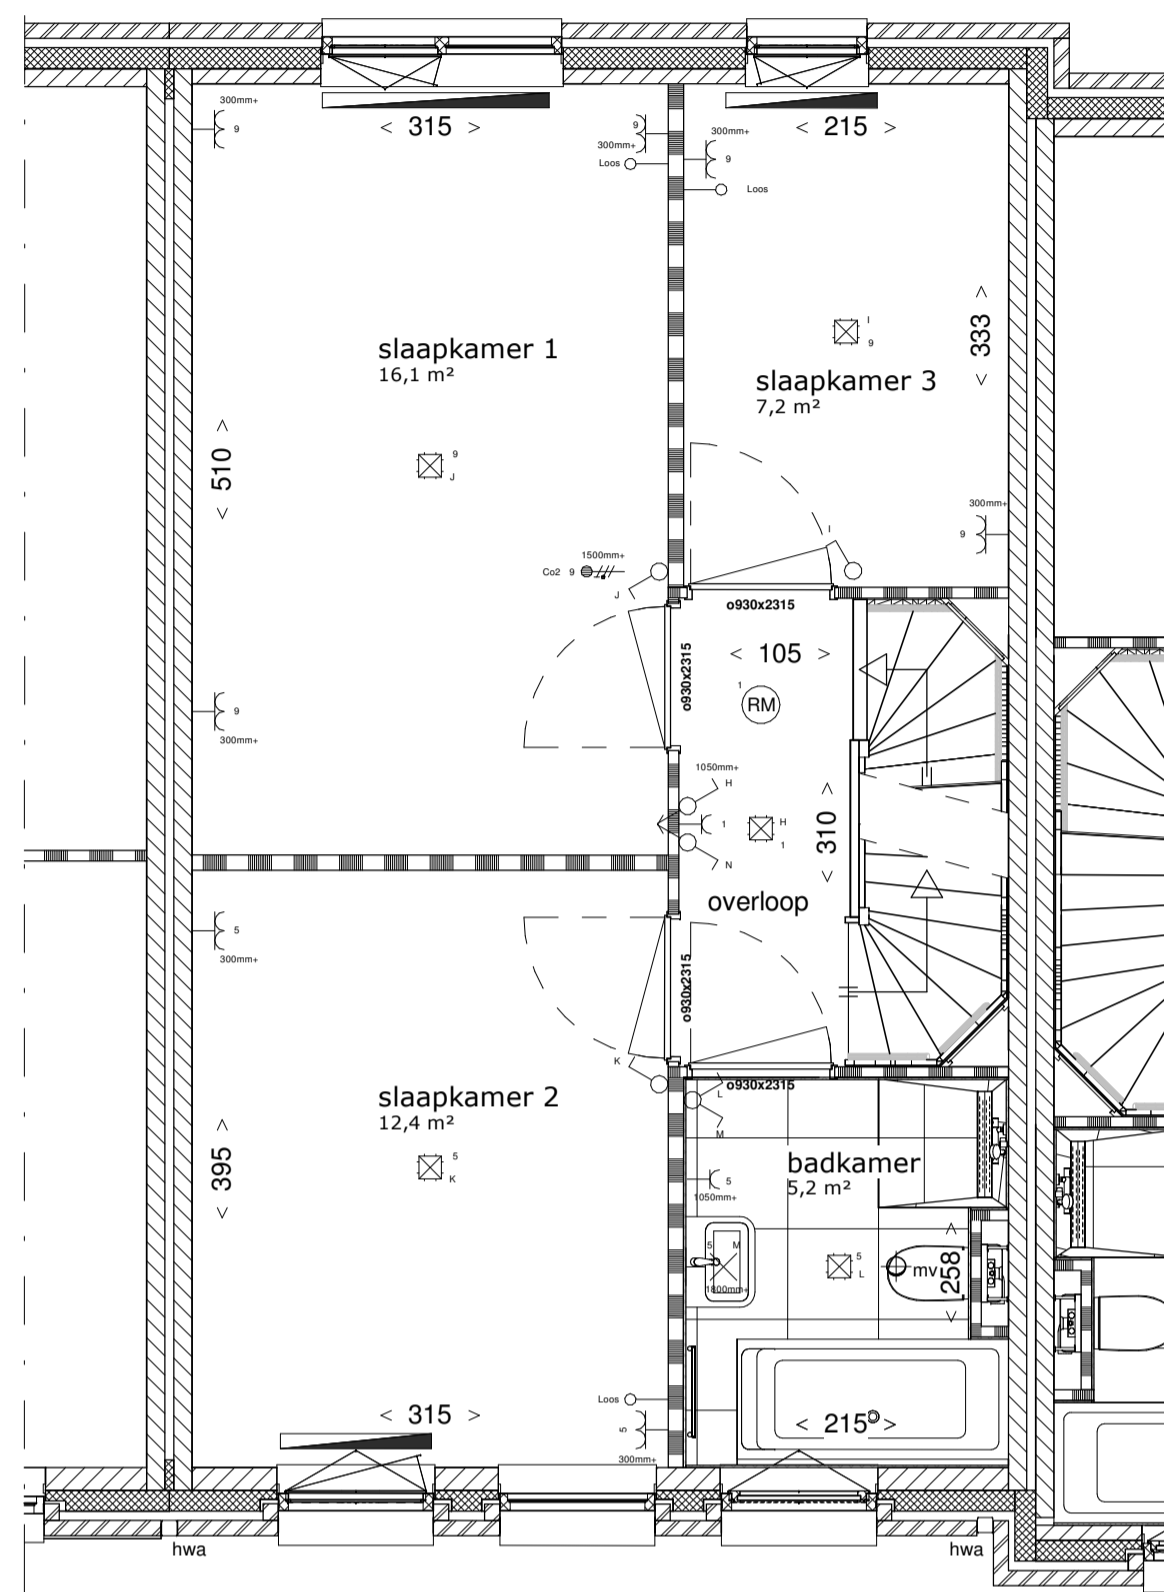 300mm+
9
< 315 >
9
300mm+
Loos
300mm+
9
Loos
< 215 >
slaapkamer 1
16,1 m²
< 510 >
9
J
I
9
slaapkamer 3
7,2 m²
< 333 >
300mm+
9
1500mm+
Co2 9
J
I
9
300mm+
o930x2315
o930x2315
< 105 >
1
RM
1050mm+
H
1
N
H
1
< 310 >
overloop
5
300mm+
o930x2315
K
o930x2315
L
M
slaapkamer 2
12,4 m²
5
K
< 395 >
badkamer
5,2 m²
5
1050mm+
5 M
1800mm+
5
L
mv
< 258 >
Loos
5
300mm+
< 315 >
< 215 >
hwa
hwa